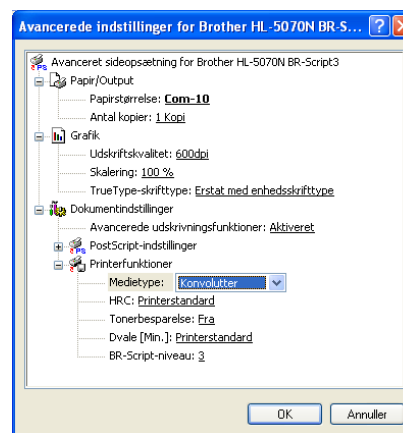 Avancerede indstillinger for Brother HL-5070N BR-S...
Avanceret sideopsætning for Brother HL-5070N BR-Script3
Papir/Output
Papirstørrelse: Com-10
Antal kopier: 1 Kopi
Grafik
Udskriftskvalitet: 600dpi
Skalering: 100 %
TrueType-skrifttype: Erstat med enhedsskrifttype
Dokumentindstillinger
Avancerede udskrivningsfunktioner: Aktiveret
PostScript-indstillinger
Printerfunktioner
Medietype: Konvolutter
HRC: Printerstandard
Tonerbesparelse: Fra
Dvale [Min.]: Printerstandard
BR-Script-niveau: 3
OK Annuller